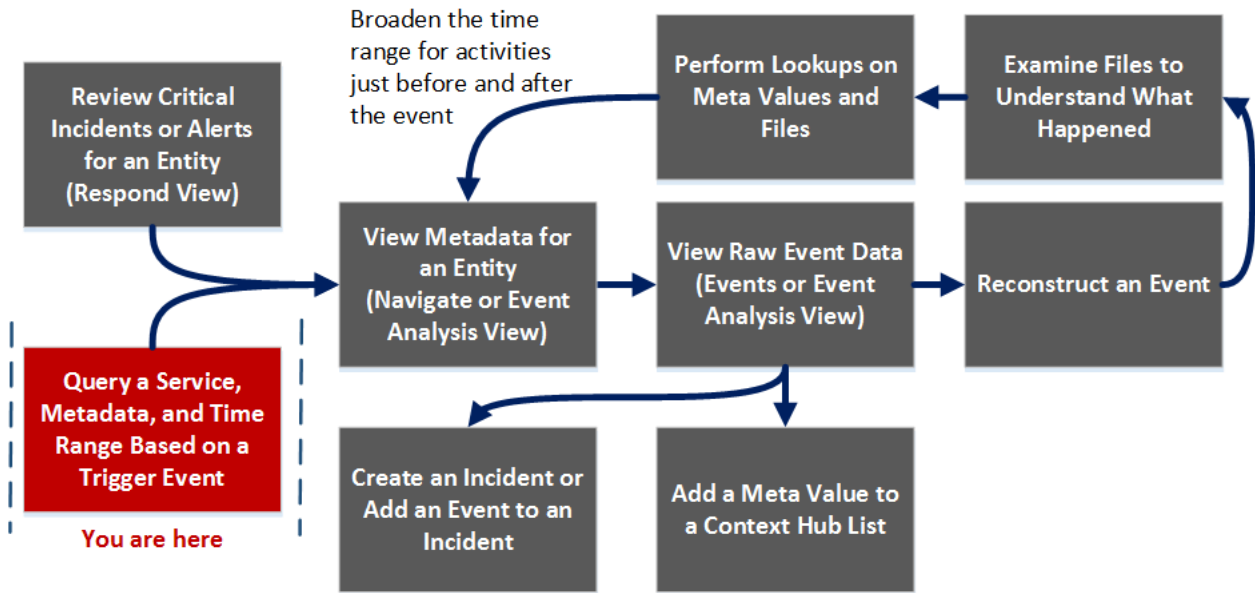 Broaden the time
range for activities
just before and after
the event
Review Critical
Incidents or Alerts
for an Entity
(Respond View)
Perform Lookups on
Meta Values and
Files
Examine Files to
Understand What
Happened
View Metadata for
an Entity
(Navigate or Event
Analysis View)
View Raw Event Data
(Events or Event
Analysis View)
Reconstruct an Event
Query a Service,
Metadata, and Time
Range Based on a
Trigger Event
You are here
Create an Incident or
Add an Event to an
Incident
Add a Meta Value to
a Context Hub List